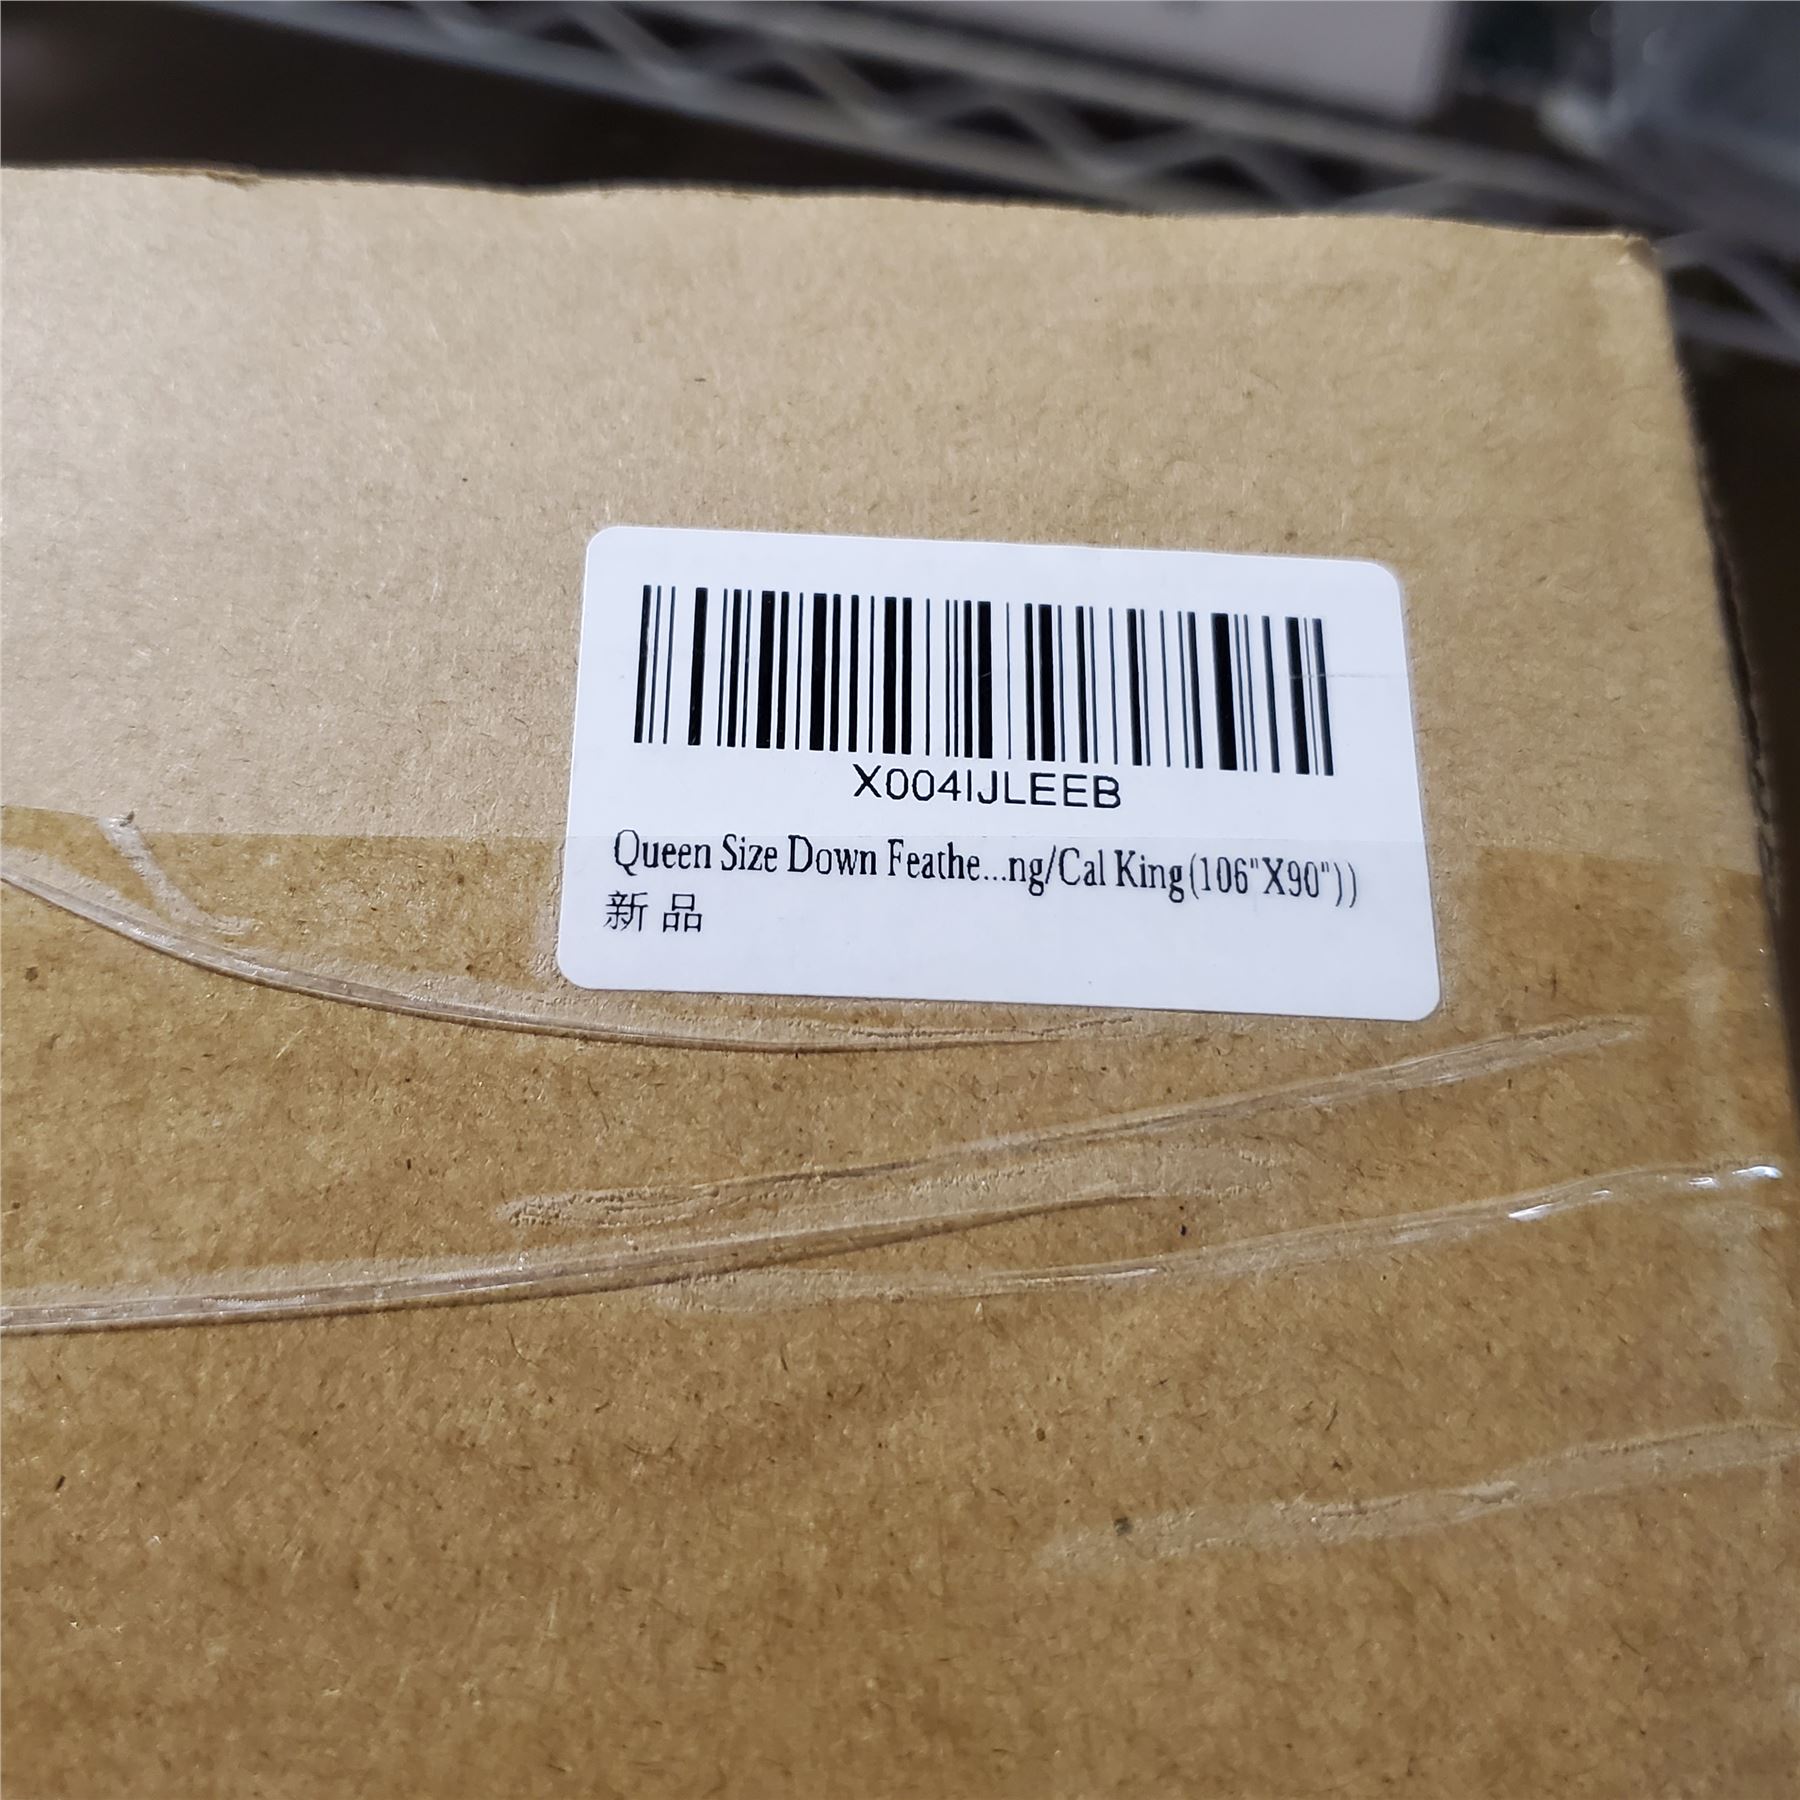 X004IJLEEB
Queen Size Down Feathe...ng/Cal King(106"X90"))
新品